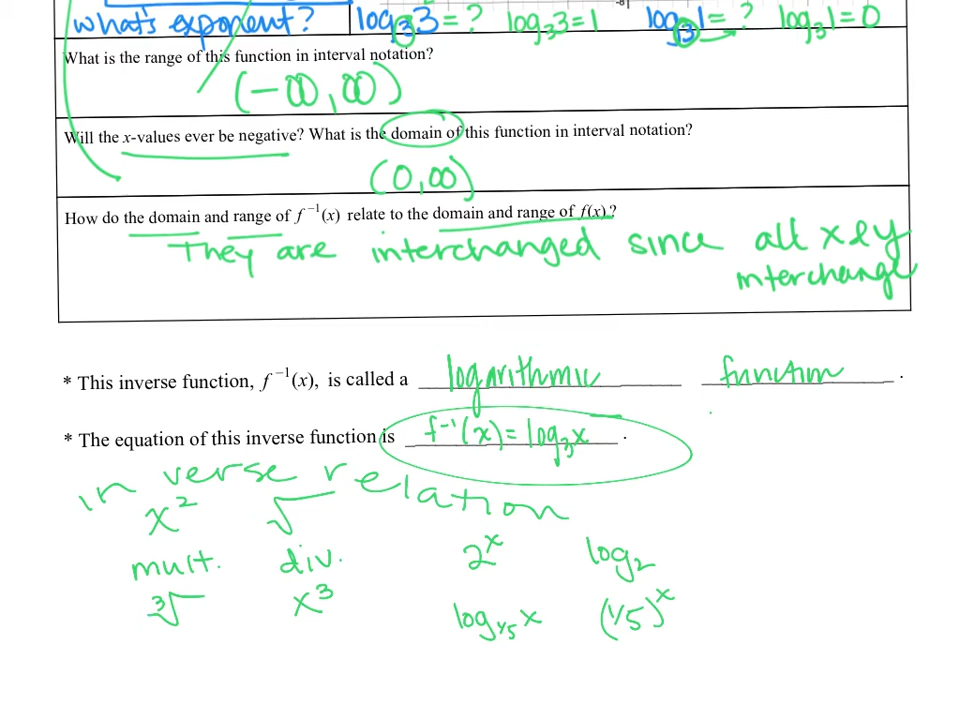 what's exponent? log₃3 = ? log₃3 = 1 log₃1 = ? log₃1 = 0
What is the range of this function in interval notation?
(-∞, ∞)
Will the x-values ever be negative? What is the domain of this function in interval notation?
(0, ∞)
How do the domain and range of f⁻¹(x) relate to the domain and range of f(x)?
They are interchanged since all x & y
interchange
* This inverse function, f⁻¹(x), is called a logarithmic function.
* The equation of this inverse function is f⁻¹(x) = log₃x.
inverse relation
x² √
mult. div. 2ˣ log₂
∛ x³ log₁/₅ x (1/5)ˣ